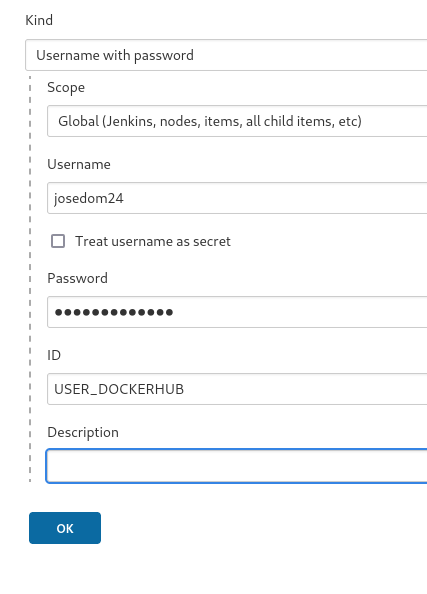 Kind
Username with password
Scope
Global (Jenkins, nodes, items, all child items, etc)
Username
josedom24
Treat username as secret
Password
●●●●●●●●●●●●●
ID
USER_DOCKERHUB
Description
OK